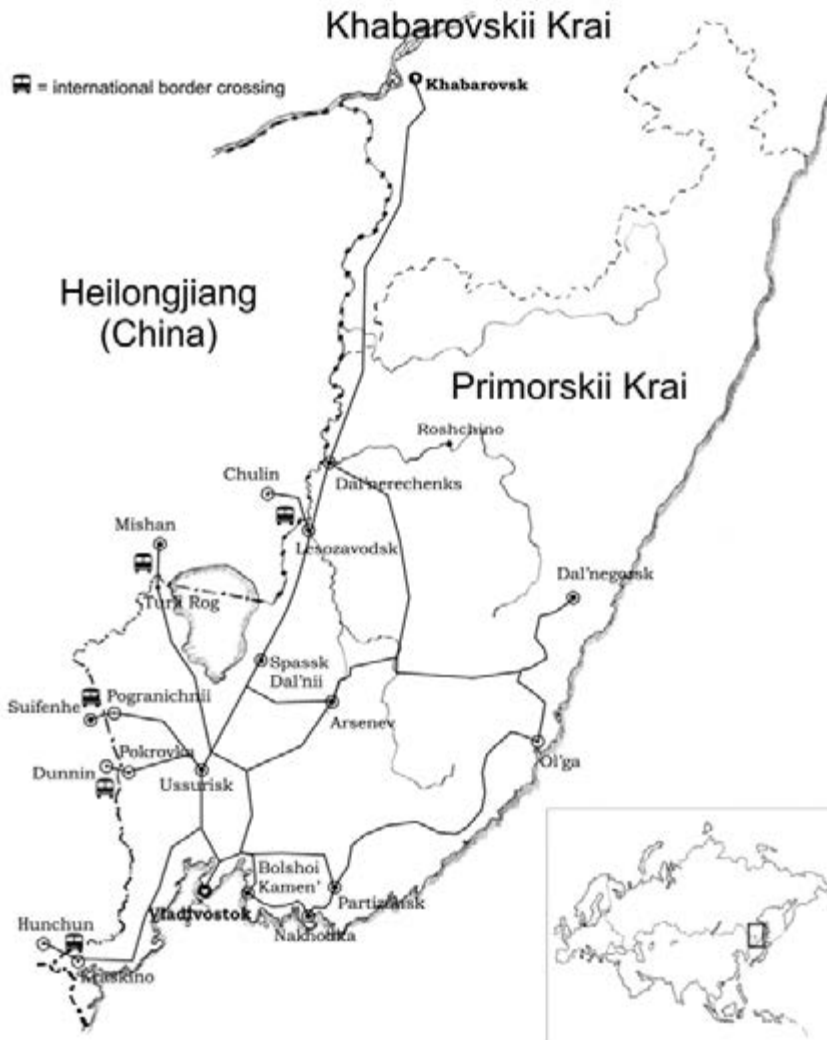 Khabarovskii Krai
= international border crossing
Khabarovsk
Heilongjiang
(China)
Primorskii Krai
Roshchino
Dal'nerechenks
Chulin
Lesozavodsk
Mishan
Turii Rog
Dal'negorsk
Spassk
Dal'nii
Pogranichnii
Suifenhe
Arsenev
Pokrovka
Dunnin
Ussurisk
Ol'ga
Bolshoi
Kamen'
Vladivostok
Partizansk
Nakhodka
Hunchun
Kraskino